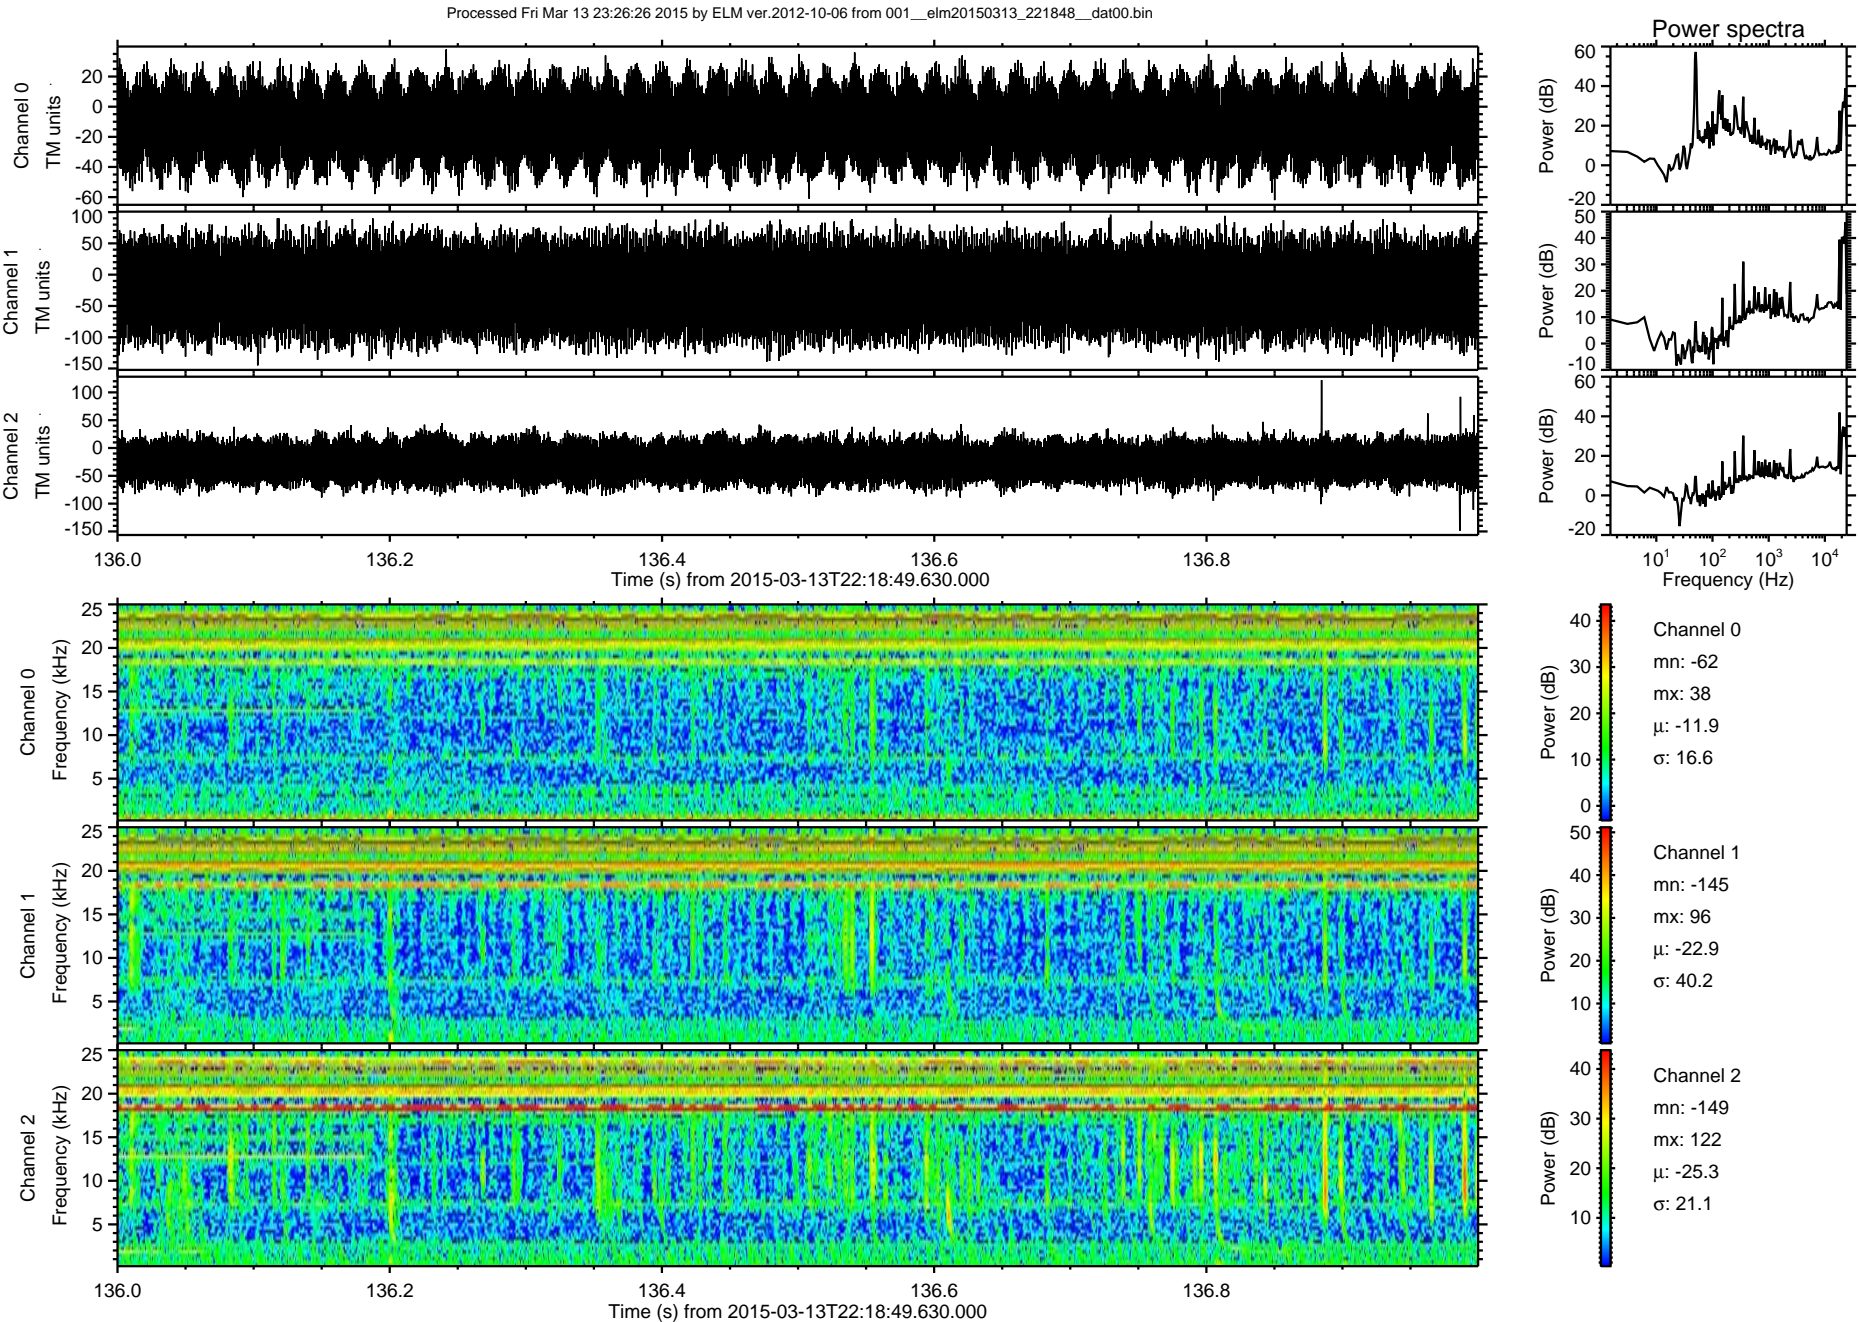 Processed Fri Mar 13 23:26:26 2015 by ELM ver.2012-10-06 from 001__elm20150313_221848__dat00.bin
Power spectra
Channel 0
TM units
20
0
-20
-40
-60
Power (dB)
60
40
20
0
-20
Channel 1
TM units
100
50
0
-50
-100
-150
Power (dB)
50
40
30
20
10
0
-10
Channel 2
TM units
100
50
0
-50
-100
-150
Power (dB)
60
40
20
0
-20
136.0 136.2 136.4 136.6 136.8
Time (s) from 2015-03-13T22:18:49.630.000
10^1 10^2 10^3 10^4
Frequency (Hz)
Channel 0
Frequency (kHz)
25
20
15
10
5
Power (dB)
40
30
20
10
0
Channel 0
mn: -62
mx: 38
μ: -11.9
σ: 16.6
Channel 1
Frequency (kHz)
25
20
15
10
5
Power (dB)
50
40
30
20
10
Channel 1
mn: -145
mx: 96
μ: -22.9
σ: 40.2
Channel 2
Frequency (kHz)
25
20
15
10
5
Power (dB)
40
30
20
10
Channel 2
mn: -149
mx: 122
μ: -25.3
σ: 21.1
136.0 136.2 136.4 136.6 136.8
Time (s) from 2015-03-13T22:18:49.630.000